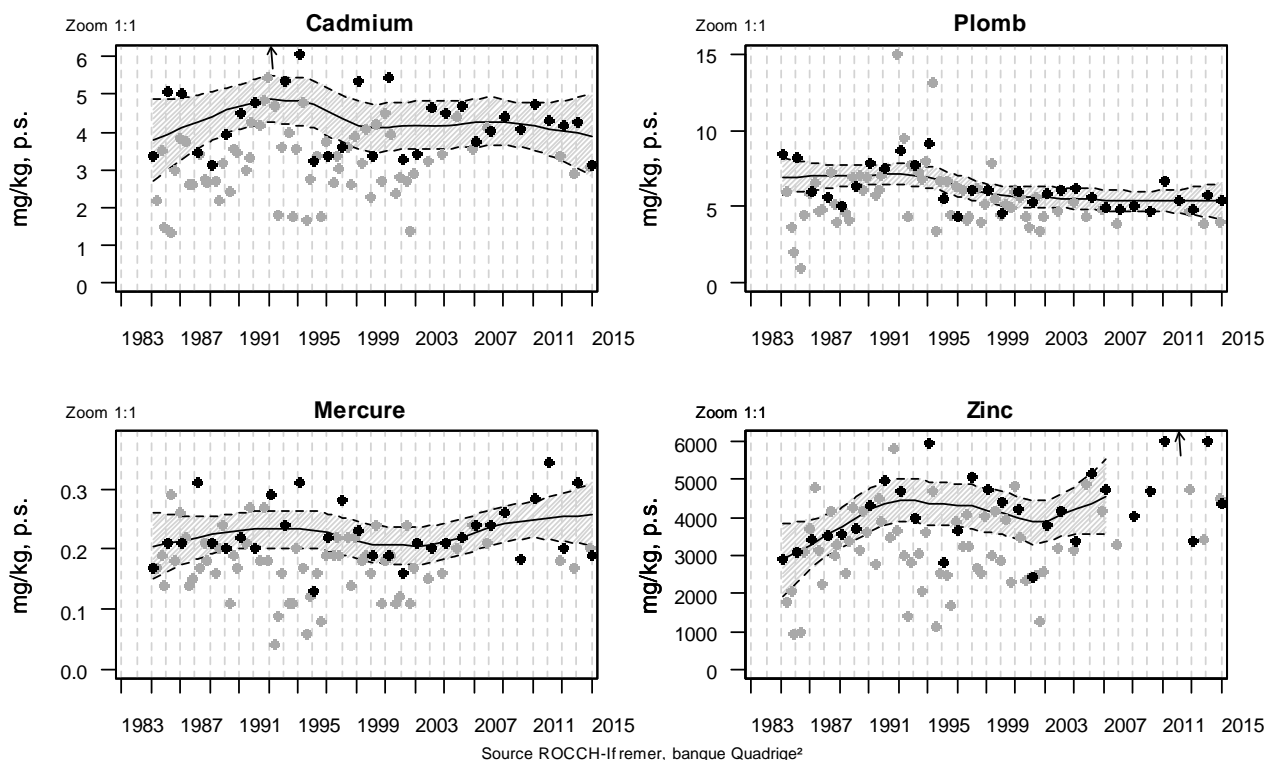 Zoom 1:1
Cadmium
mg/kg, p.s.
6
5
4
3
2
1
0
1983 1987 1991 1995 1999 2003 2007 2011 2015
Zoom 1:1
Plomb
mg/kg, p.s.
15
10
5
0
1983 1987 1991 1995 1999 2003 2007 2011 2015
Zoom 1:1
Mercure
mg/kg, p.s.
0.3
0.2
0.1
0.0
1983 1987 1991 1995 1999 2003 2007 2011 2015
Zoom 1:1
Zinc
mg/kg, p.s.
6000
5000
4000
3000
2000
1000
0
1983 1987 1991 1995 1999 2003 2007 2011 2015
Source ROCCH-Ifremer, banque Quadrige²